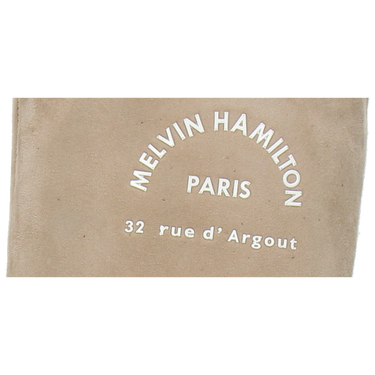 MELVIN HAMILTON
PARIS
32 rue d'Argout